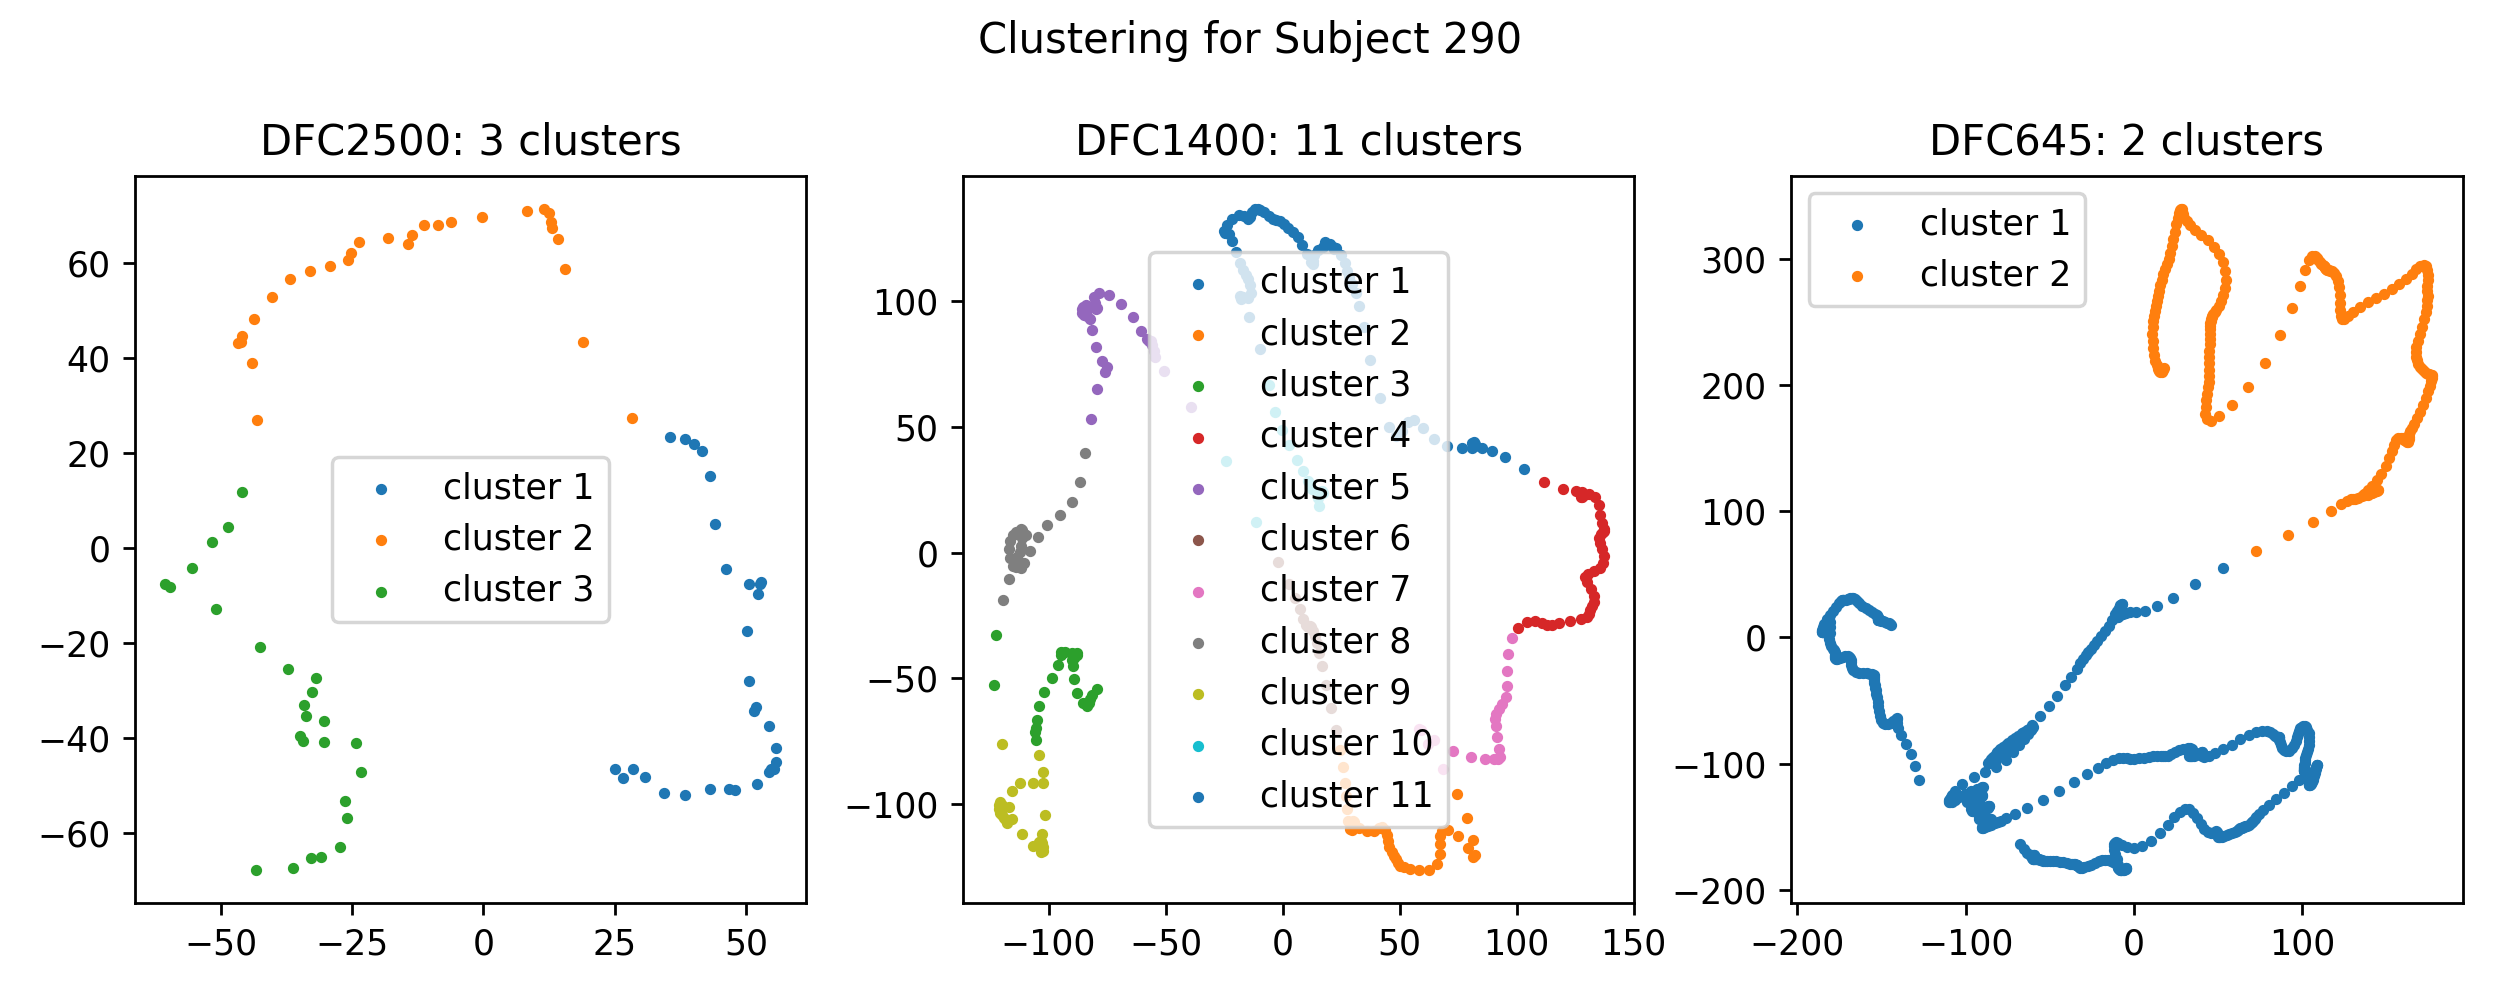 Clustering for Subject 290
DFC2500: 3 clusters
60
40
20
0
−20
−40
−60
−50
−25
0
25
50
cluster 1
cluster 2
cluster 3
DFC1400: 11 clusters
100
50
0
−50
−100
−100
−50
0
50
100
150
cluster 1
cluster 2
cluster 3
cluster 4
cluster 5
cluster 6
cluster 7
cluster 8
cluster 9
cluster 10
cluster 11
DFC645: 2 clusters
300
200
100
0
−100
−200
−200
−100
0
100
cluster 1
cluster 2